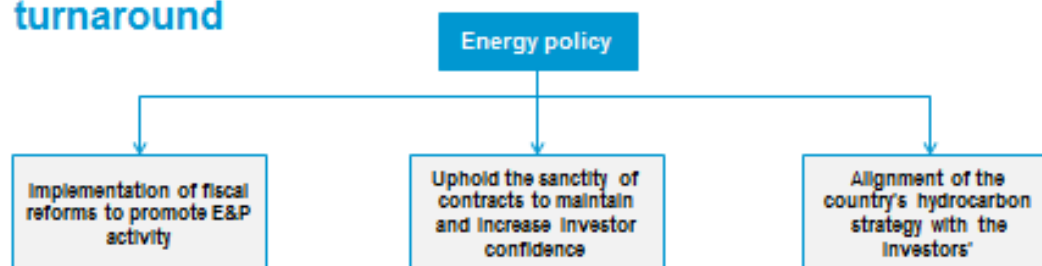 turnaround
Energy policy
Implementation of fiscal
reforms to promote E&P
activity
Uphold the sanctity of
contracts to maintain
and increase investor
confidence
Alignment of the
country's hydrocarbon
strategy with the
investors'